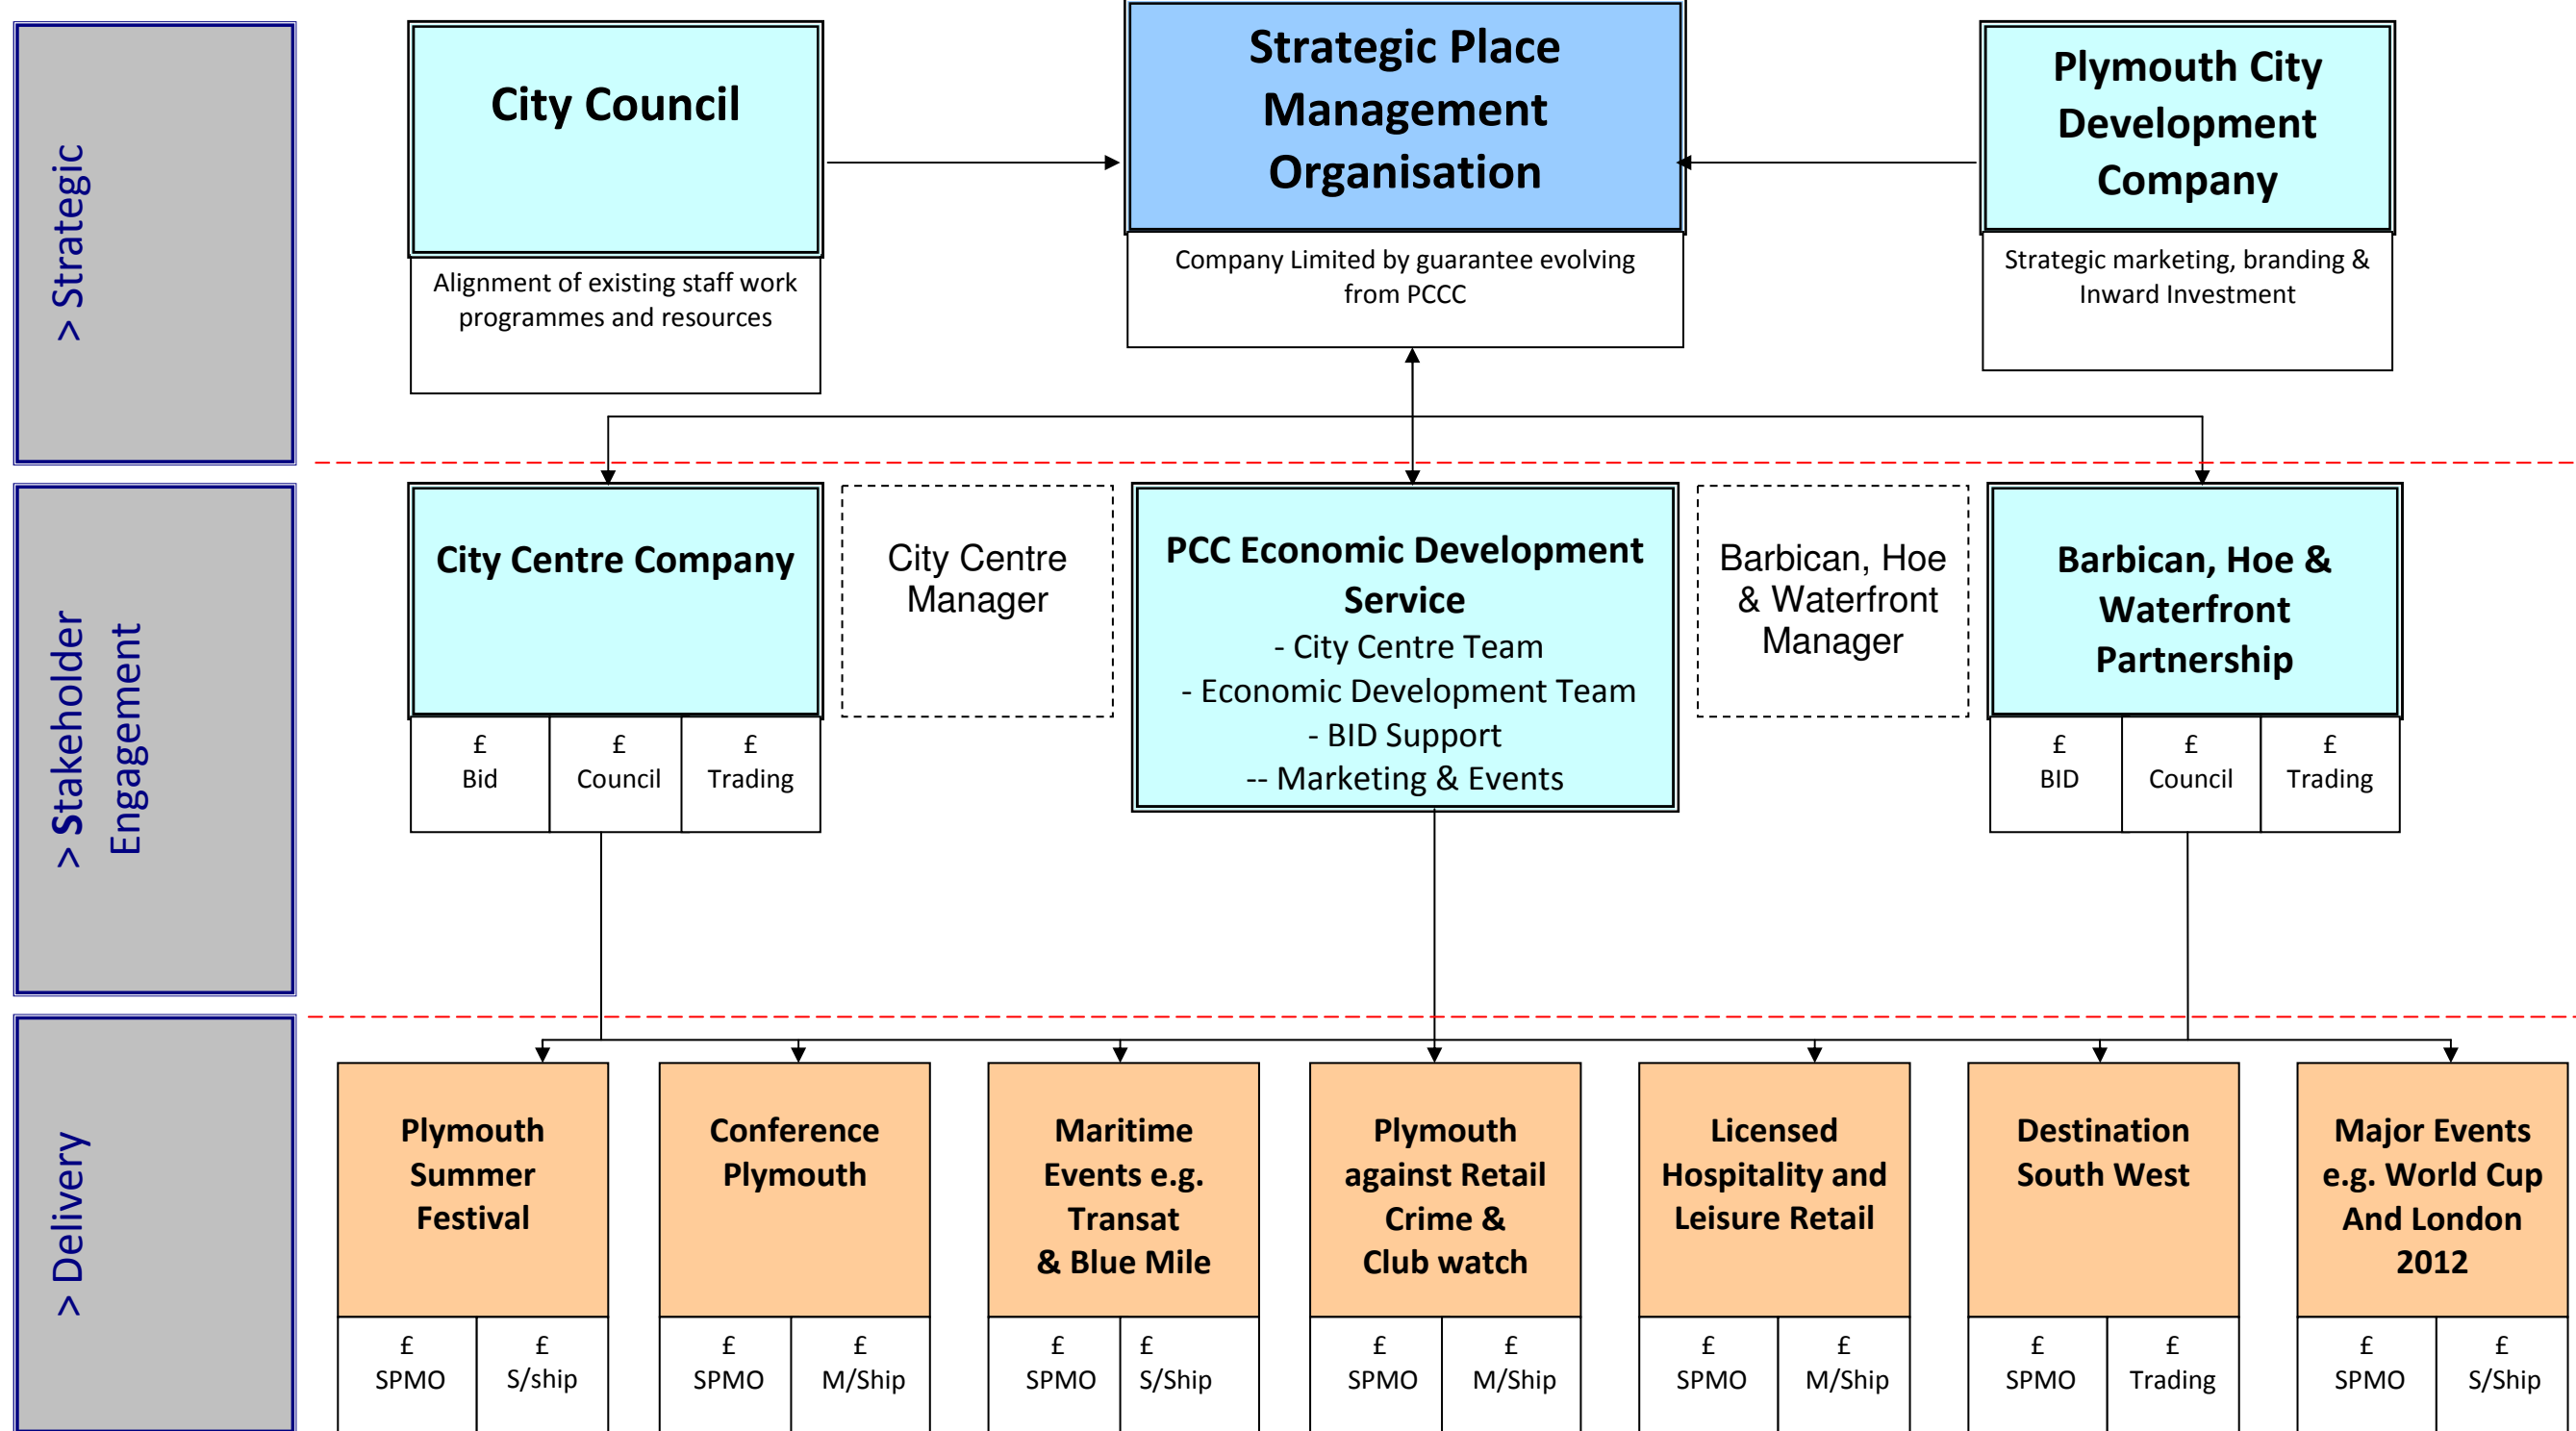 > Strategic
City Council
Alignment of existing staff work
programmes and resources
Strategic Place
Management
Organisation
Company Limited by guarantee evolving
from PCCC
Plymouth City
Development
Company
Strategic marketing, branding &
Inward Investment
> Stakeholder
Engagement
City Centre Company
£
Bid
£
Council
£
Trading
City Centre
Manager
PCC Economic Development
Service
- City Centre Team
- Economic Development Team
- BID Support
-- Marketing & Events
Barbican, Hoe
& Waterfront
Manager
Barbican, Hoe &
Waterfront
Partnership
£
BID
£
Council
£
Trading
> Delivery
Plymouth
Summer
Festival
£
SPMO
£
S/ship
Conference
Plymouth
£
SPMO
£
M/Ship
Maritime
Events e.g.
Transat
& Blue Mile
£
SPMO
£
S/Ship
Plymouth
against Retail
Crime &
Club watch
£
SPMO
£
M/Ship
Licensed
Hospitality and
Leisure Retail
£
SPMO
£
M/Ship
Destination
South West
£
SPMO
£
Trading
Major Events
e.g. World Cup
And London
2012
£
SPMO
£
S/Ship